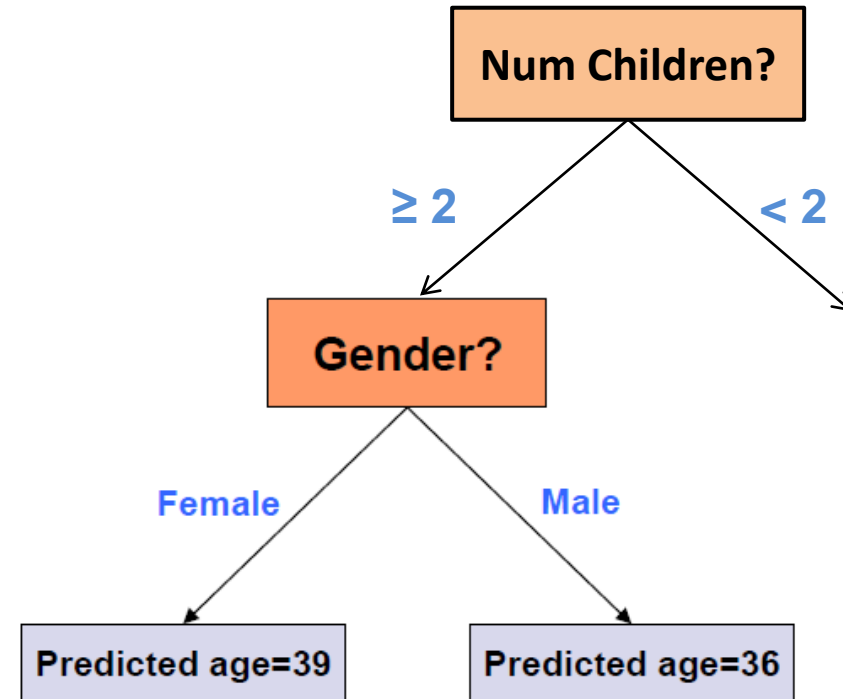 Num Children?
≥ 2
< 2
Gender?
Female
Male
Predicted age=39
Predicted age=36